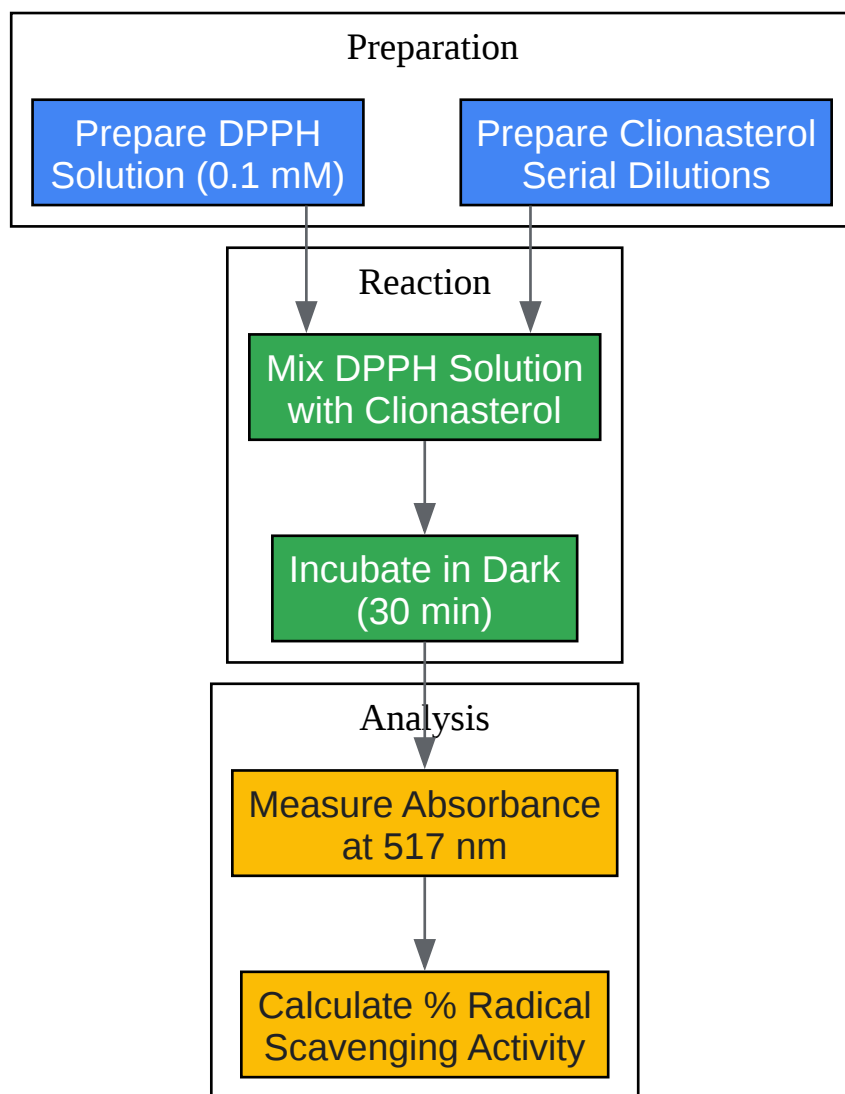 Preparation
Prepare DPPH
Solution (0.1 mM)
Prepare Clionasterol
Serial Dilutions
Reaction
Mix DPPH Solution
with Clionasterol
Incubate in Dark
(30 min)
Analysis
Measure Absorbance
at 517 nm
Calculate % Radical
Scavenging Activity